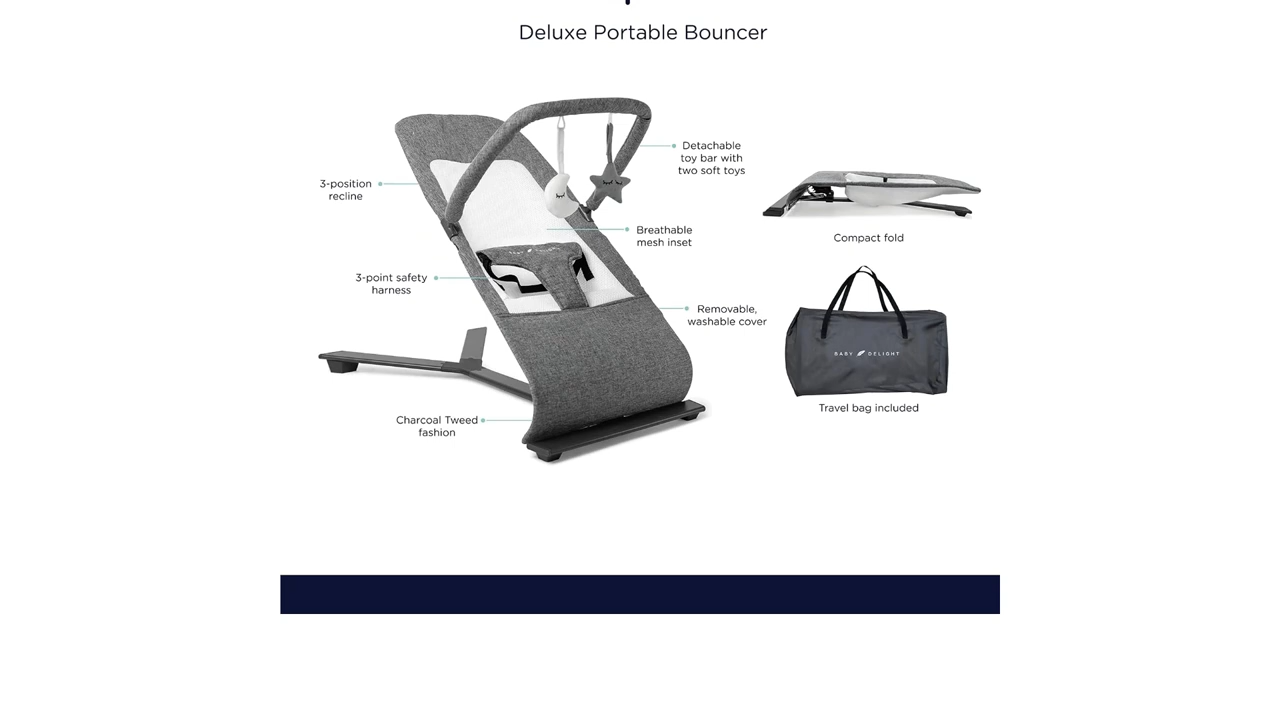 Deluxe Portable Bouncer
Detachable
toy bar with
two soft toys
3-position
recline
Breathable
mesh inset
Compact fold
3-point safety
harness
Removable,
washable cover
BABY DELIGHT
Travel bag included
Charcoal Tweed
fashion